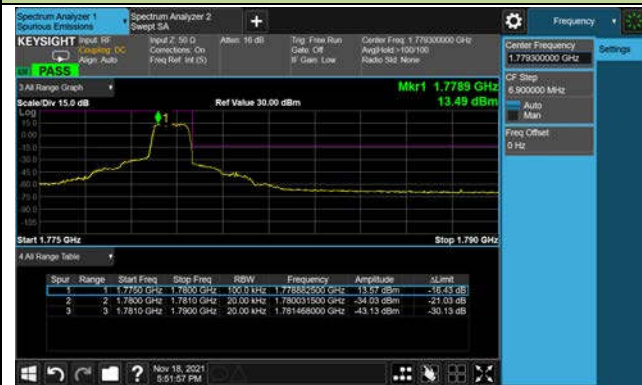 Spectrum Analyzer 1
Spurious Emissions
Spectrum Analyzer 2
Swept SA
+
Frequency
KEYSIGHT
Input: RF
Coupling: DC
Align: Auto
Input Z: 50 Ω
Corrections: On
Freq Ref: Int (S)
Atten: 16 dB
Trig: Free Run
Gate: Off
IF Gain: Low
Center Freq: 1.779300000 GHz
Avg|Hold:>100/100
Radio Std: None
PASS
Center Frequency
1.779300000 GHz
Settings
CF Step
6.900000 MHz
Auto
Man
Freq Offset
0 Hz
3 All Range Graph
Mkr1 1.7789 GHz
13.49 dBm
Scale/Div 15.0 dB
Ref Value 30.00 dBm
Log
15.0
0.00
-15.0
-30.0
-45.0
-60.0
-75.0
-90.0
-105
1
Start 1.775 GHz
Stop 1.790 GHz
4 All Range Table
Spur Range Start Freq Stop Freq RBW Frequency Amplitude ΔLimit
1 1 1.7750 GHz 1.7800 GHz 100.0 kHz 1.778882500 GHz 13.57 dBm -16.43 dB
2 2 1.7800 GHz 1.7810 GHz 20.00 kHz 1.780031500 GHz -34.03 dBm -21.03 dB
3 3 1.7810 GHz 1.7900 GHz 20.00 kHz 1.781468000 GHz -43.13 dBm -30.13 dB
?
Nov 18, 2021
5:51:57 PM